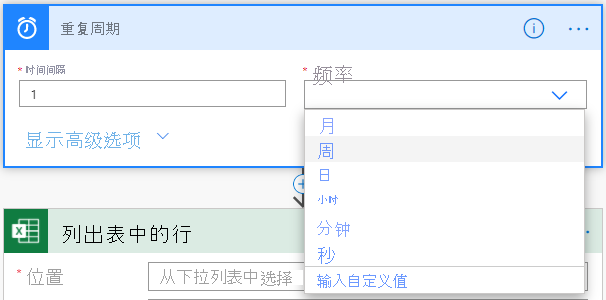 重复周期
* 时间间隔
* 频率
1
显示高级选项
月
周
日
小时
分钟
秒
输入自定义值
列出表中的行
* 位置
从下拉列表中选择